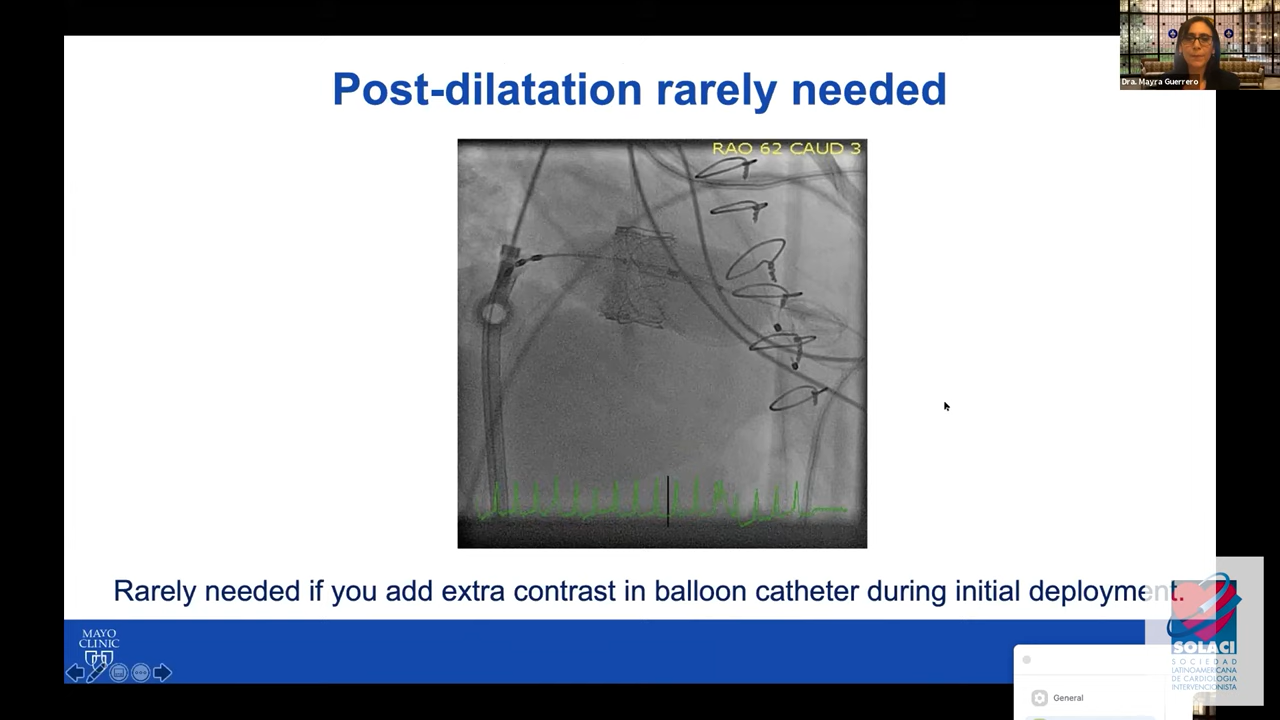 Dra. Mayra Guerrero
Post-dilatation rarely needed
RAO 62 CAUD 3
Rarely needed if you add extra contrast in balloon catheter during initial deployment.
MAYO
CLINIC
SOLACI
SOCIEDAD
LATINOAMERICANA
DE CARDIOLOGIA
INTERVENCIONISTA
General